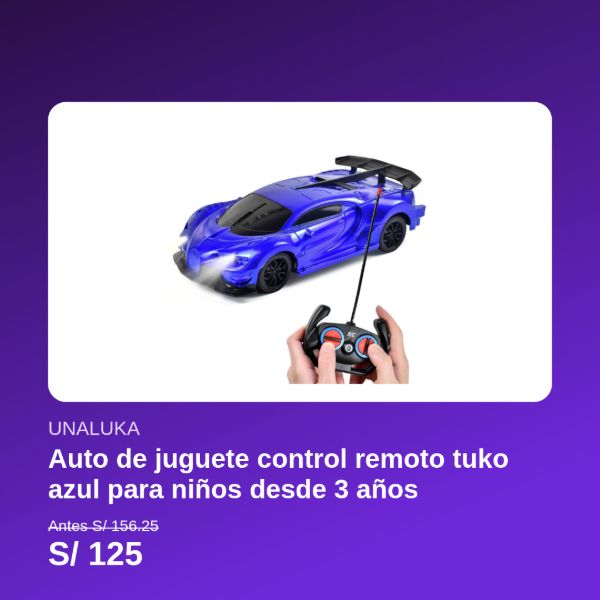 UNALUKA
Auto de juguete control remoto tuko
azul para niños desde 3 años
Antes S/ 156.25
S/ 125